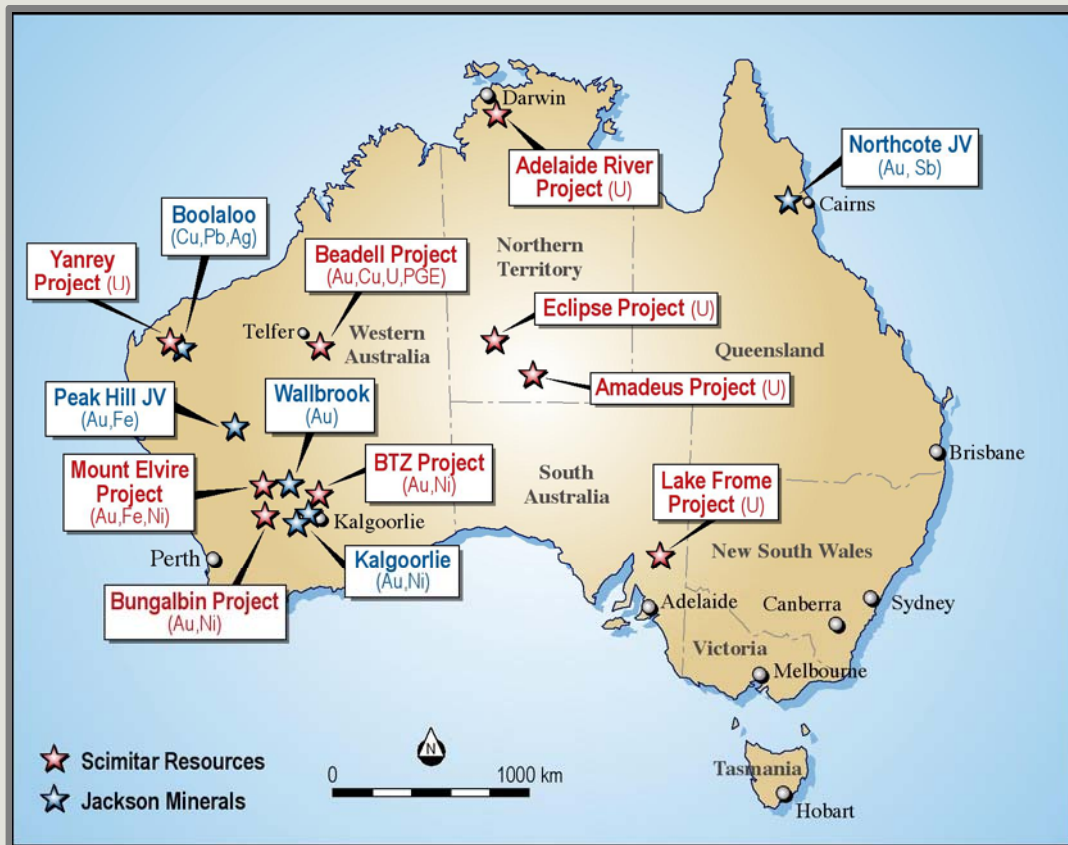 Darwin
Adelaide River
Project (U)
Northcote JV
(Au, Sb)
Cairns
Boolaloo
(Cu,Pb,Ag)
Yanrey
Project (U)
Beadell Project
(Au,Cu,U,PGE)
Northern
Territory
Telfer
Western
Australia
Eclipse Project (U)
Queensland
Amadeus Project (U)
Peak Hill JV
(Au,Fe)
Wallbrook
(Au)
Brisbane
Mount Elvire
Project
(Au,Fe,Ni)
BTZ Project
(Au,Ni)
South
Australia
Lake Frome
Project (U)
Kalgoorlie
New South Wales
Perth
Kalgoorlie
(Au,Ni)
Bungalbin Project
(Au,Ni)
Adelaide
Canberra
Sydney
Victoria
Melbourne
N
Scimitar Resources
Jackson Minerals
0
1000 km
Tasmania
Hobart